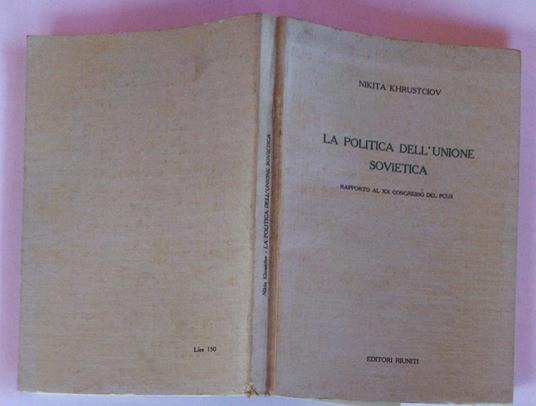 NIKITA KHRUSTCIOV
LA POLITICA DELL'UNIONE
SOVIETICA
RAPPORTO AL XX CONGRESSO DEL PCUS
EDITORI RIUNITI
Nikita Khrustciov - LA POLITICA DELL'UNIONE SOVIETICA
Lire 150